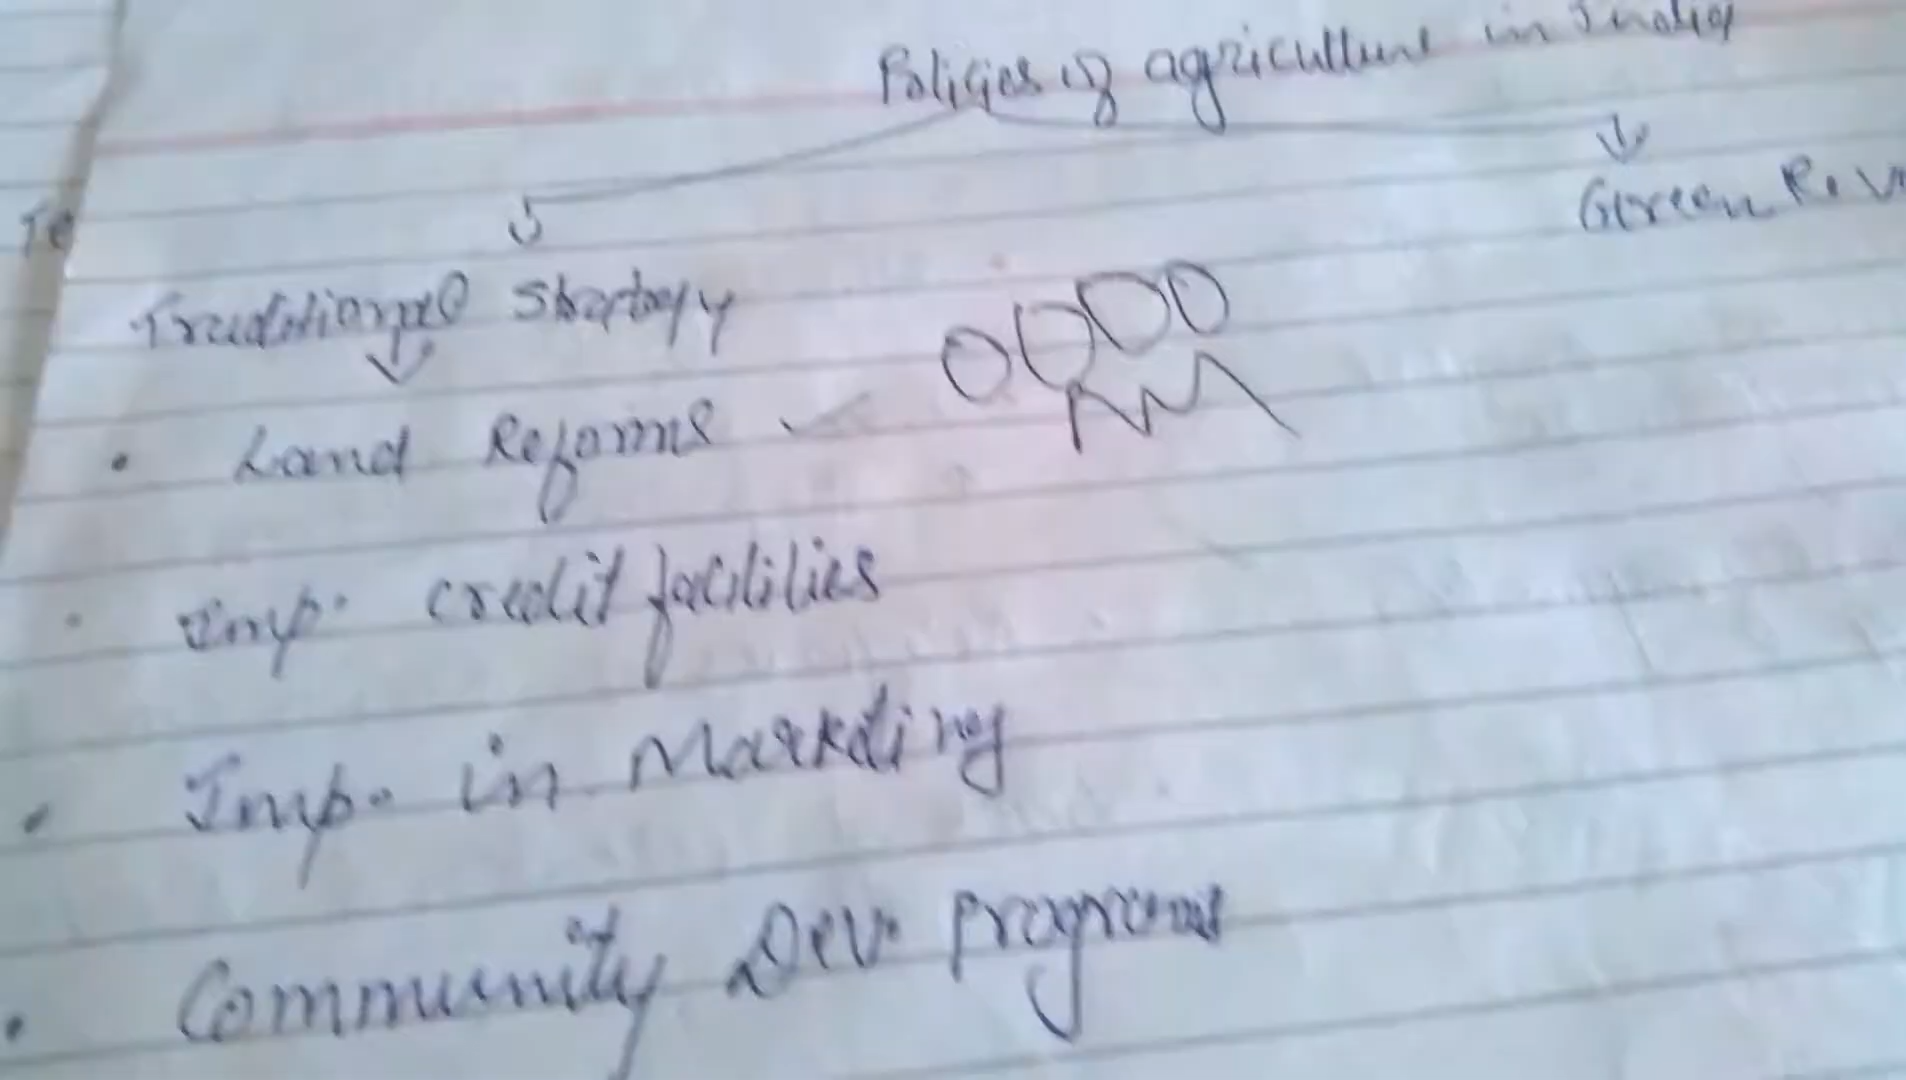 Policies of agriculture in India
Green Rev
Traditional Strategy
Land Reforms
Imp. credit facilities
Imp. in Marketing
Community Dev. Program